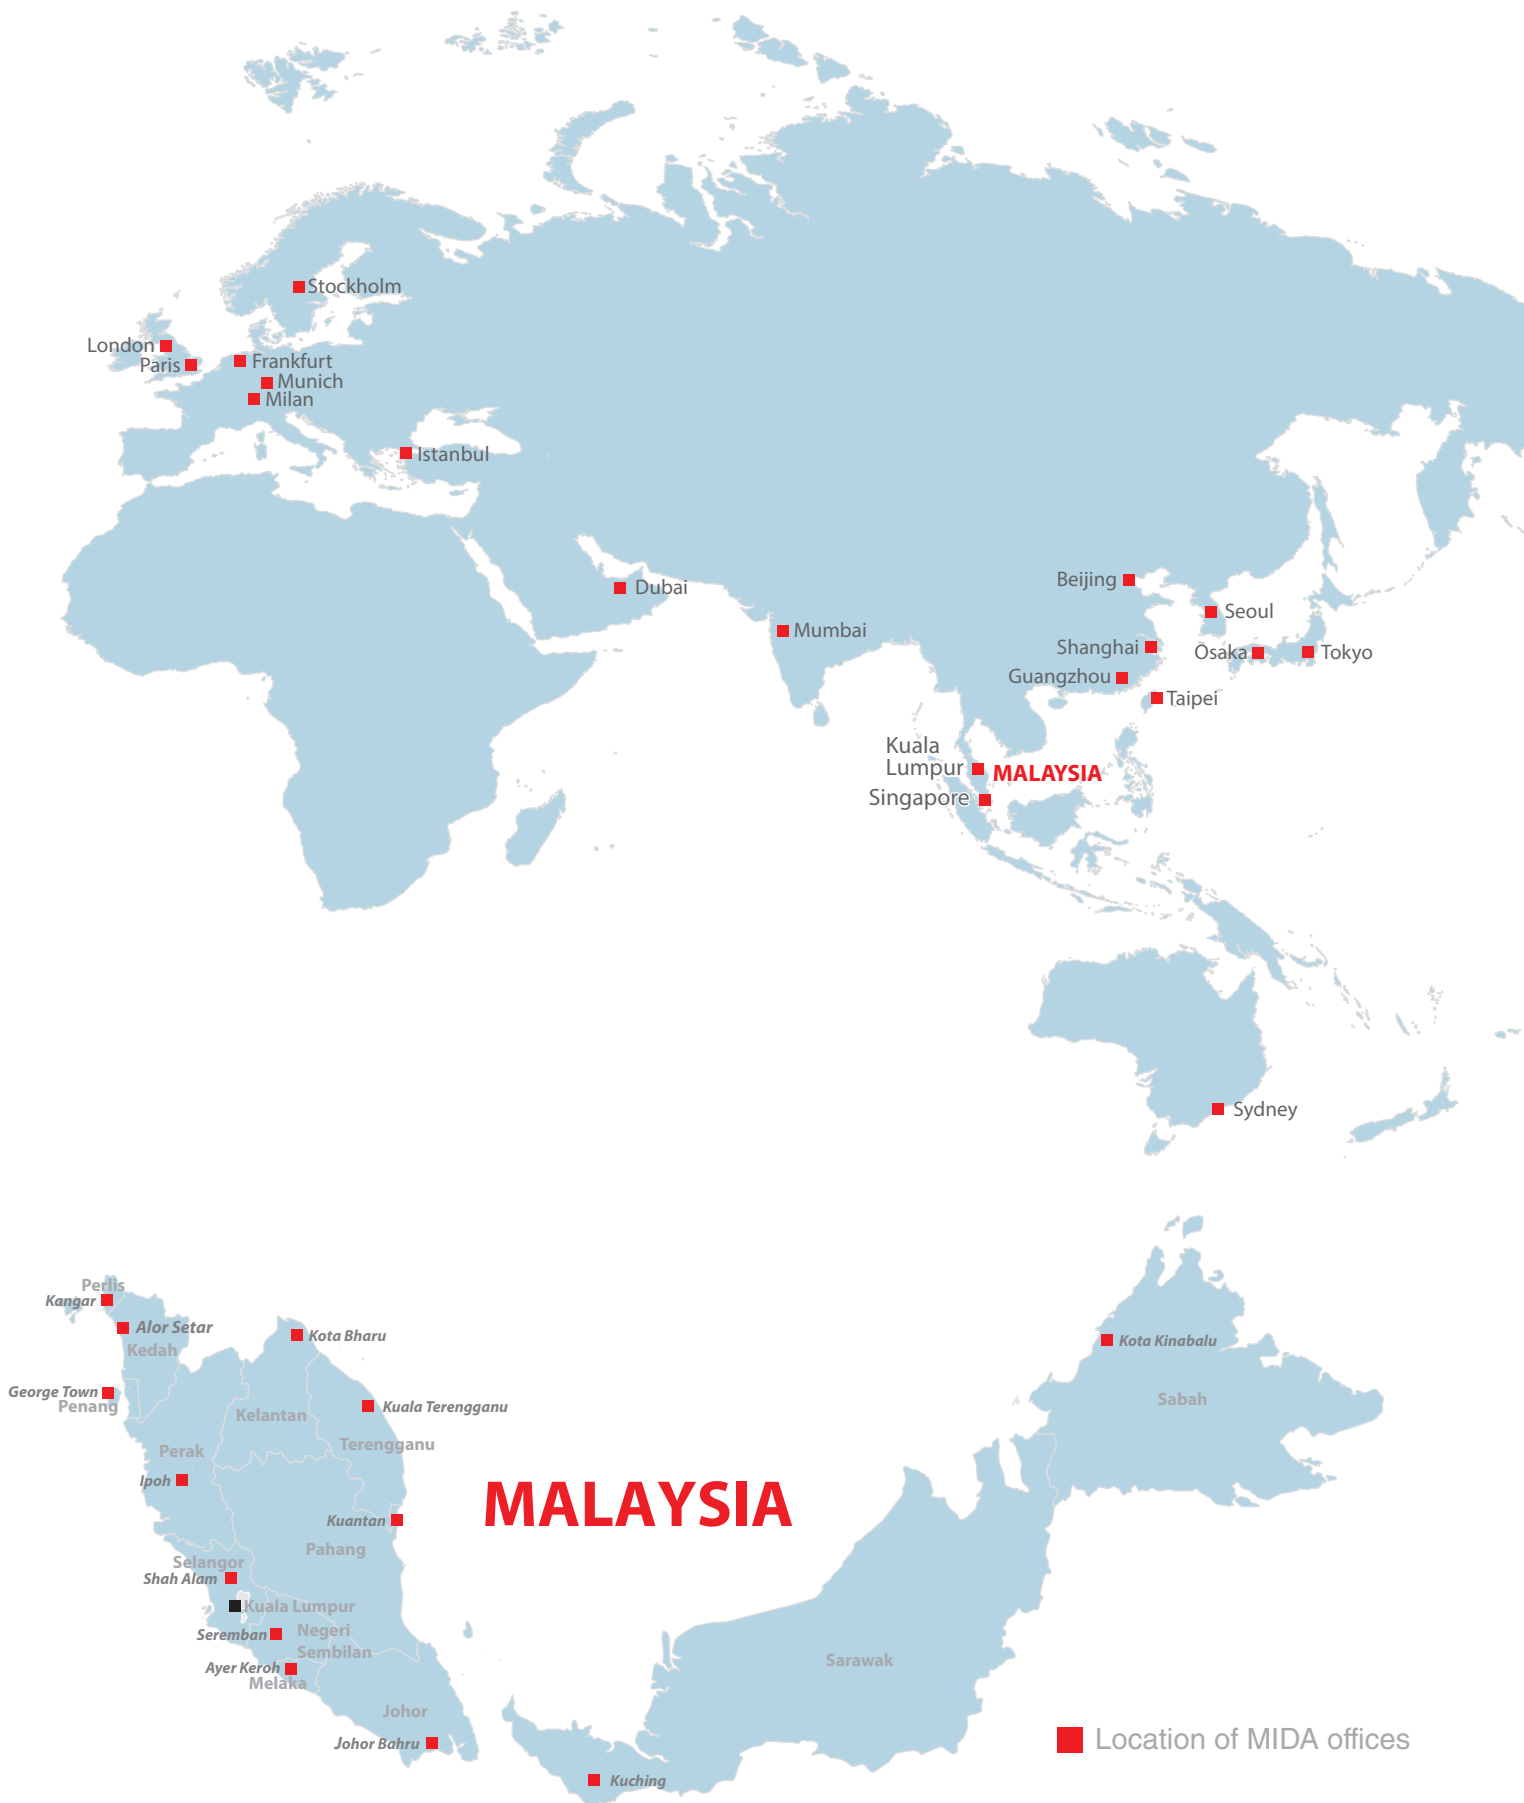 Stockholm
London
Paris
Frankfurt
Munich
Milan
Istanbul
Dubai
Mumbai
Beijing
Seoul
Shanghai
Osaka
Tokyo
Guangzhou
Taipei
Kuala
Lumpur
MALAYSIA
Singapore
Sydney
Perlis
Kangar
Alor Setar
Kedah
Kota Bharu
Kota Kinabalu
George Town
Penang
Kuala Terengganu
Kelantan
Sabah
Terengganu
Perak
Ipoh
MALAYSIA
Kuantan
Pahang
Selangor
Shah Alam
Kuala Lumpur
Seremban
Negeri
Sembilan
Ayer Keroh
Melaka
Sarawak
Johor
Johor Bahru
Location of MIDA offices
Kuching